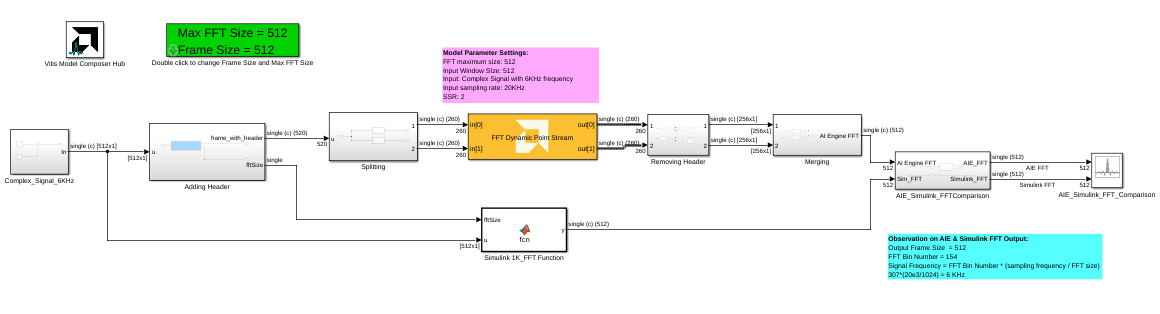 Max FFT Size = 512
Frame Size = 512
Vitis Model Composer Hub
Double click to change Frame Size and Max FFT Size
Model Parameter Settings:
FFT maximum size: 512
Input Window Size: 512
Input: Complex Signal with 6KHz frequency
Input sampling rate: 20KHz
SSR: 2
In
Complex_Signal_6KHz
single (c) [512x1]
[512x1]
u
frame_with_header
fftSize
Adding Header
single (c) (520)
520
single
u
1
2
Splitting
single (c) (260)
260
single (c) (260)
260
in[0]
in[1]
FFT Dynamic Point Stream
out[0]
out[1]
single (c) (260)
260
single (c) (260)
260
1
2
1
2
Removing Header
single (c) [256x1]
[256x1]
single (c) [256x1]
[256x1]
1
2
AI Engine FFT
Merging
single (c) (512)
512
512
AI Engine FFT
Sim_FFT
AIE_FFT
Simulink_FFT
AIE_Simulink_FFTComparison
single (512)
AIE FFT
512
single (512)
Simulink FFT
512
AIE_Simulink_FFT_Comparison
fftSize
u
fcn
y
[512x1]
Simulink 1K_FFT Function
single (c) (512)
Observation on AIE & Simulink FFT Output:
Output Frame Size = 512
FFT Bin Number = 154
Signal Frequency = FFT Bin Number * (sampling frequency / FFT size)
307*(20e3/1024) = 6 KHz